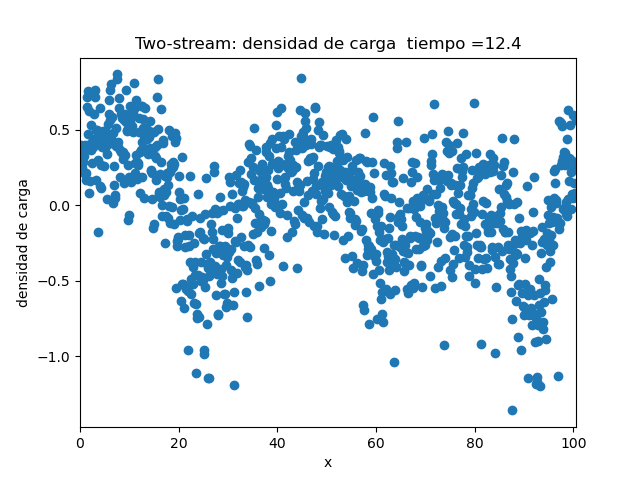 Two-stream: densidad de carga  tiempo =12.4
densidad de carga
0.5
0.0
−0.5
−1.0
0 20 40 60 80 100
x